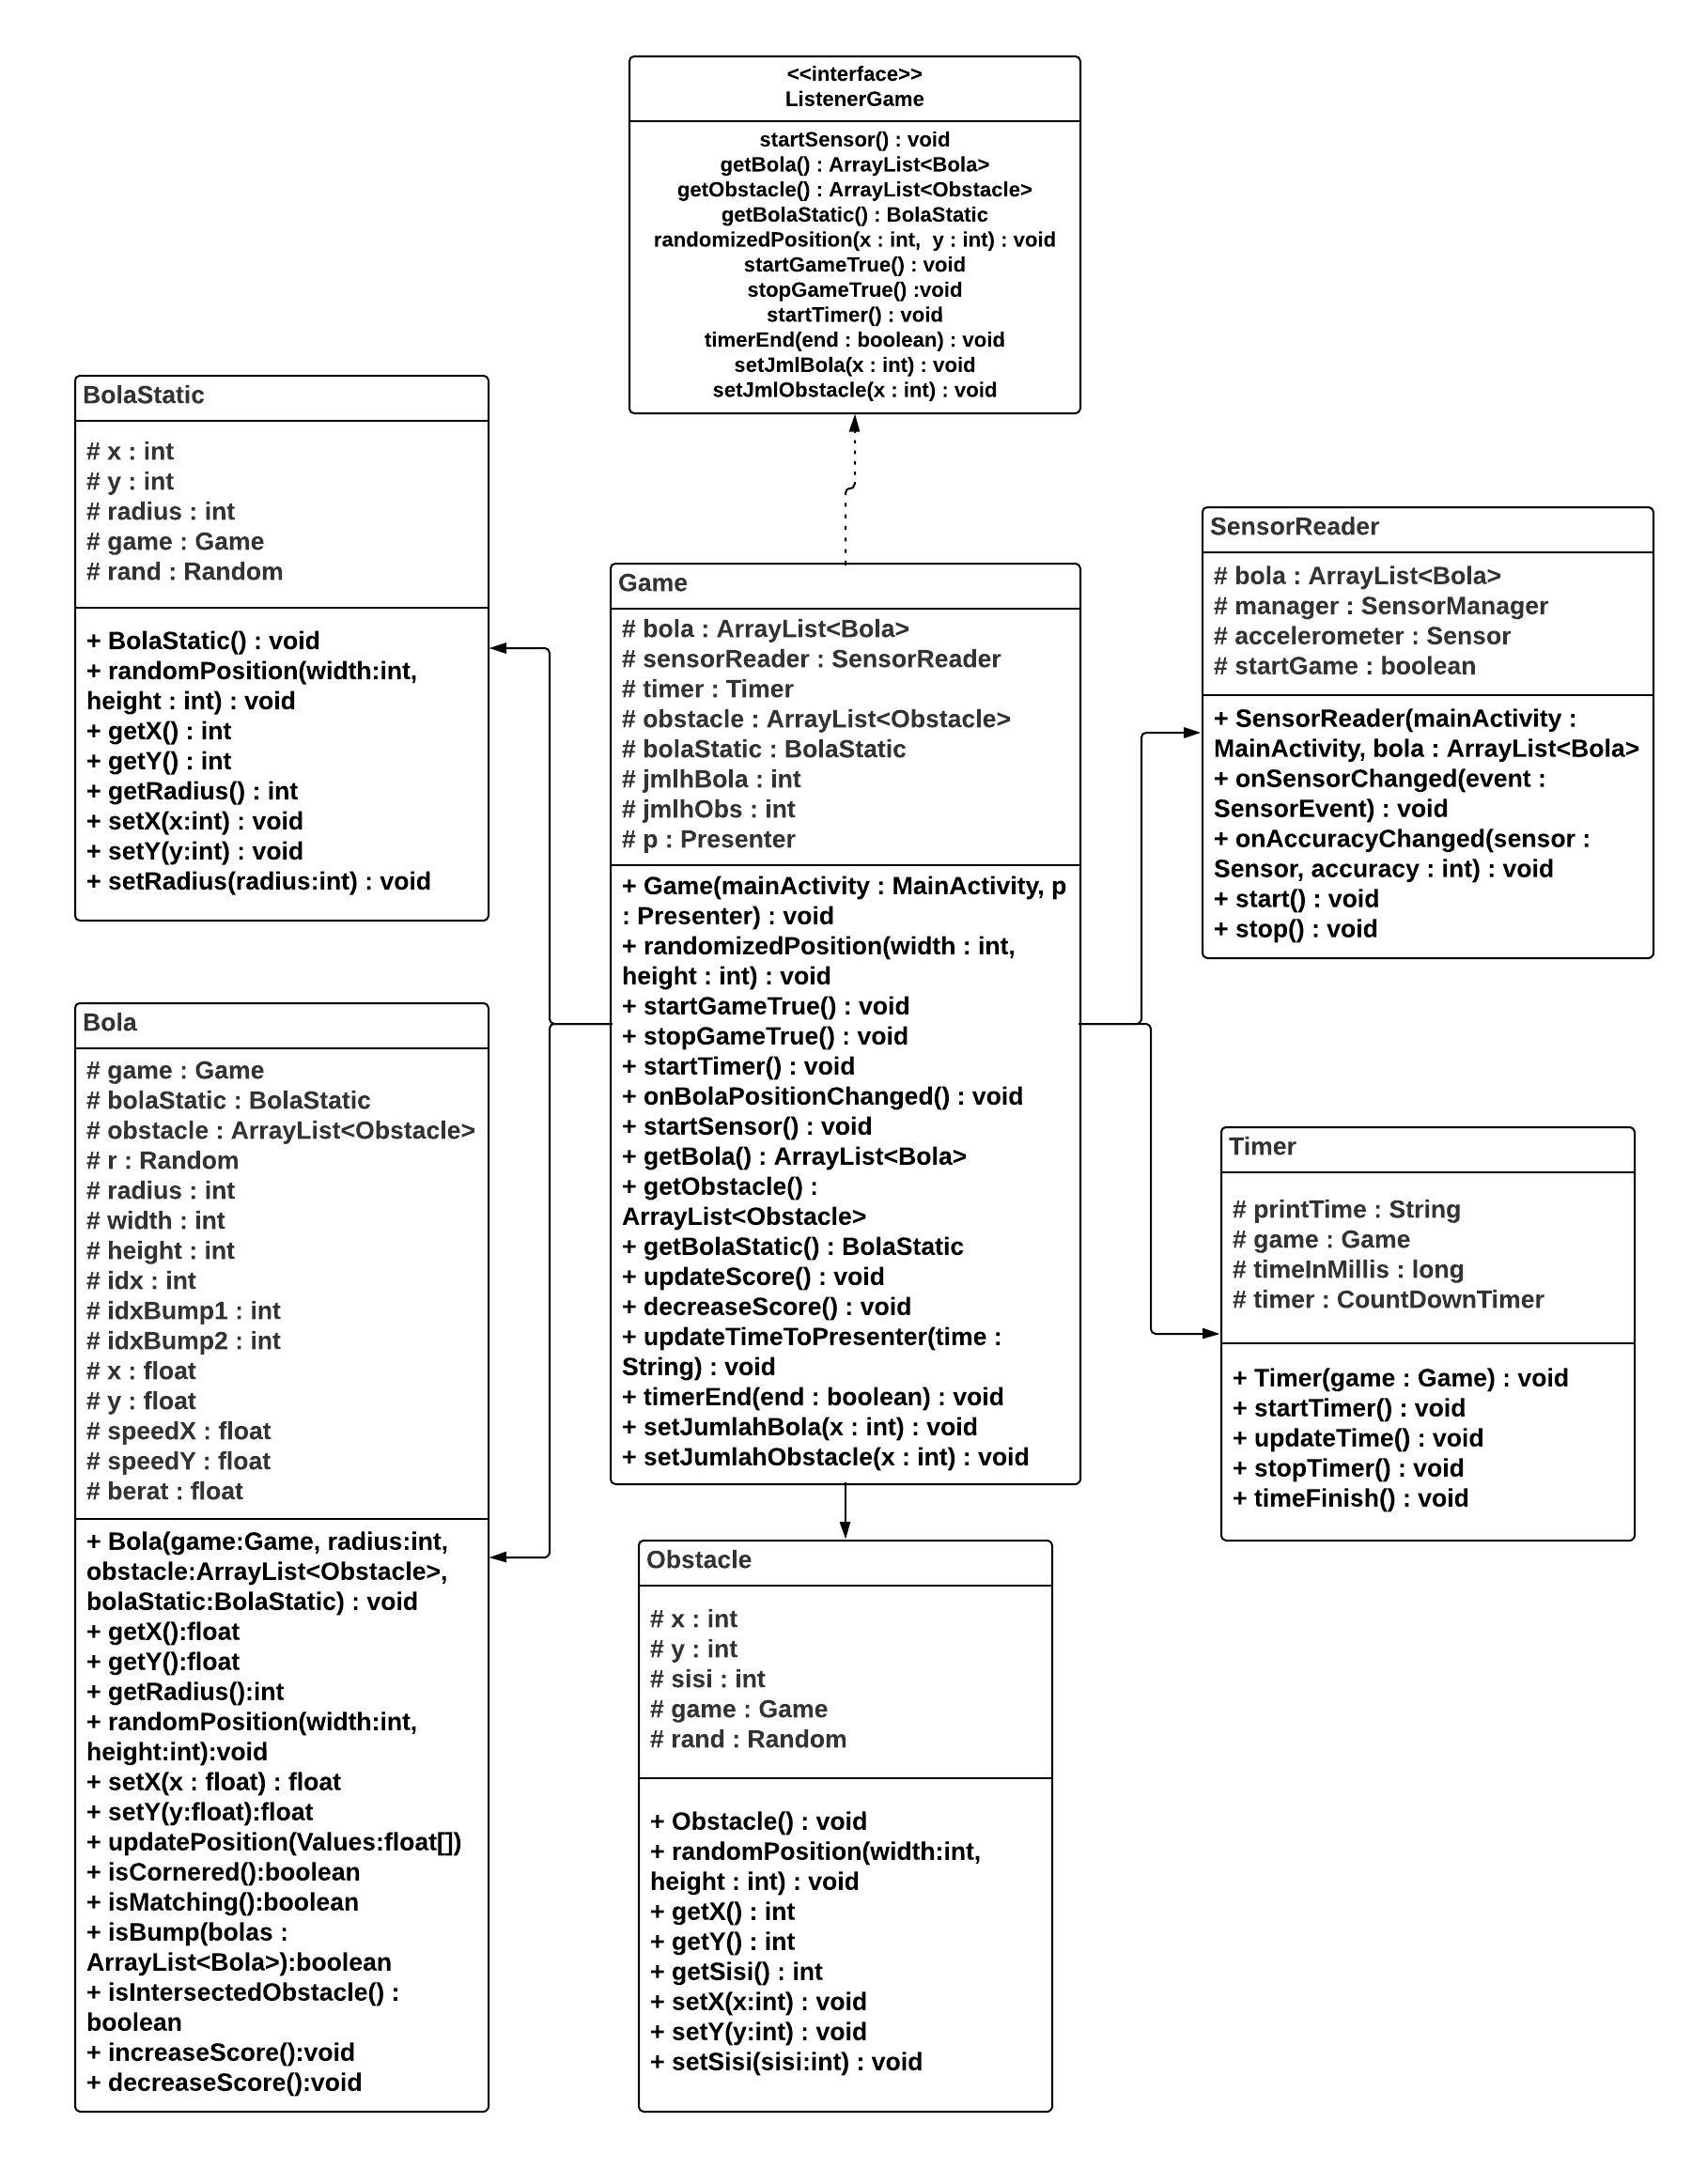 <<interface>>
ListenerGame
startSensor() : void
getBola() : ArrayList<Bola>
getObstacle() : ArrayList<Obstacle>
getBolaStatic() : BolaStatic
randomizedPosition(x : int,  y : int) : void
startGameTrue() : void
stopGameTrue() :void
startTimer() : void
timerEnd(end : boolean) : void
setJmlBola(x : int) : void
setJmlObstacle(x : int) : void
BolaStatic
# x : int
# y : int
# radius : int
# game : Game
# rand : Random
+ BolaStatic() : void
+ randomPosition(width:int,
height : int) : void
+ getX() : int
+ getY() : int
+ getRadius() : int
+ setX(x:int) : void
+ setY(y:int) : void
+ setRadius(radius:int) : void
Game
# bola : ArrayList<Bola>
# sensorReader : SensorReader
# timer : Timer
# obstacle : ArrayList<Obstacle>
# bolaStatic : BolaStatic
# jmlhBola : int
# jmlhObs : int
# p : Presenter
+ Game(mainActivity : MainActivity, p
: Presenter) : void
+ randomizedPosition(width : int,
height : int) : void
+ startGameTrue() : void
+ stopGameTrue() : void
+ startTimer() : void
+ onBolaPositionChanged() : void
+ startSensor() : void
+ getBola() : ArrayList<Bola>
+ getObstacle() :
ArrayList<Obstacle>
+ getBolaStatic() : BolaStatic
+ updateScore() : void
+ decreaseScore() : void
+ updateTimeToPresenter(time :
String) : void
+ timerEnd(end : boolean) : void
+ setJumlahBola(x : int) : void
+ setJumlahObstacle(x : int) : void
SensorReader
# bola : ArrayList<Bola>
# manager : SensorManager
# accelerometer : Sensor
# startGame : boolean
+ SensorReader(mainActivity :
MainActivity, bola : ArrayList<Bola>
+ onSensorChanged(event :
SensorEvent) : void
+ onAccuracyChanged(sensor :
Sensor, accuracy : int) : void
+ start() : void
+ stop() : void
Bola
# game : Game
# bolaStatic : BolaStatic
# obstacle : ArrayList<Obstacle>
# r : Random
# radius : int
# width : int
# height : int
# idx : int
# idxBump1 : int
# idxBump2 : int
# x : float
# y : float
# speedX : float
# speedY : float
# berat : float
+ Bola(game:Game, radius:int,
obstacle:ArrayList<Obstacle>,
bolaStatic:BolaStatic) : void
+ getX():float
+ getY():float
+ getRadius():int
+ randomPosition(width:int,
height:int):void
+ setX(x : float) : float
+ setY(y:float):float
+ updatePosition(Values:float[])
+ isCornered():boolean
+ isMatching():boolean
+ isBump(bolas :
ArrayList<Bola>):boolean
+ isIntersectedObstacle() :
boolean
+ increaseScore():void
+ decreaseScore():void
Timer
# printTime : String
# game : Game
# timeInMillis : long
# timer : CountDownTimer
+ Timer(game : Game) : void
+ startTimer() : void
+ updateTime() : void
+ stopTimer() : void
+ timeFinish() : void
Obstacle
# x : int
# y : int
# sisi : int
# game : Game
# rand : Random
+ Obstacle() : void
+ randomPosition(width:int,
height : int) : void
+ getX() : int
+ getY() : int
+ getSisi() : int
+ setX(x:int) : void
+ setY(y:int) : void
+ setSisi(sisi:int) : void